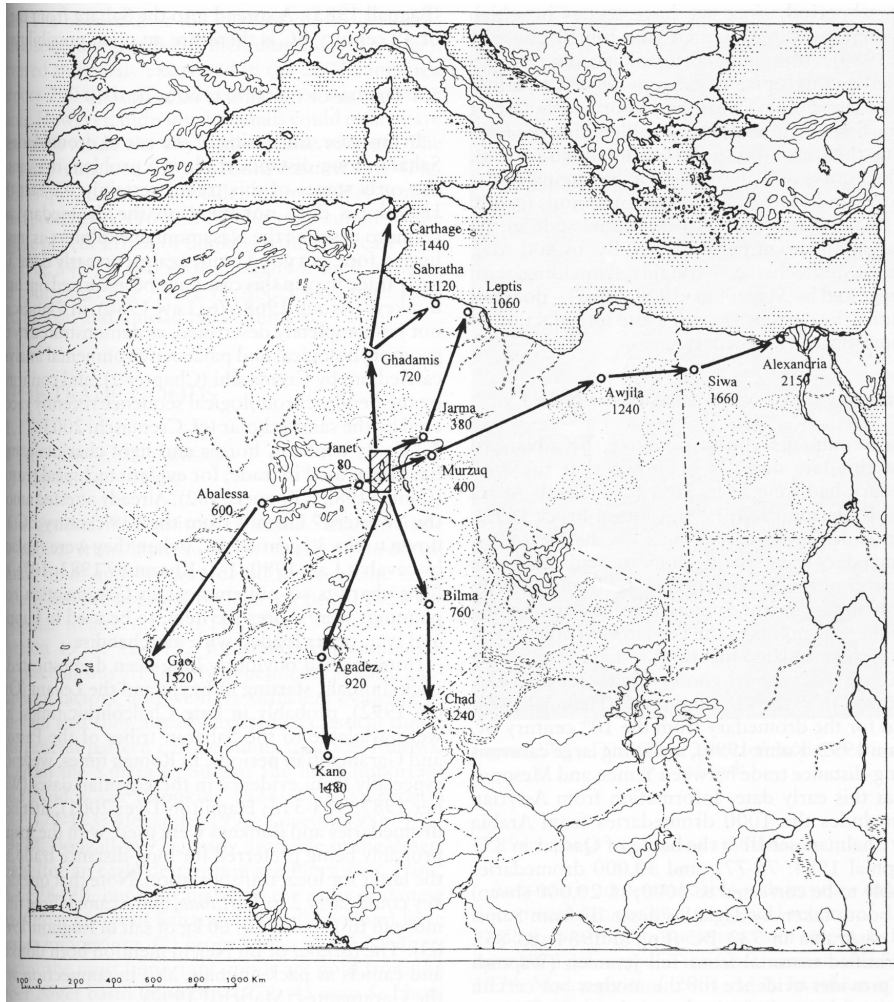 Carthage
1440
Sabratha
1120
Leptis
1060
Ghadamis
720
Alexandria
2150
Siwa
1660
Awjila
1240
Jarma
380
Janet
80
Murzuq
400
Abalessa
600
Bilma
760
Gao
1520
Agadez
920
Chad
1240
Kano
1480
100 0 200 400 600 800 1000 Km